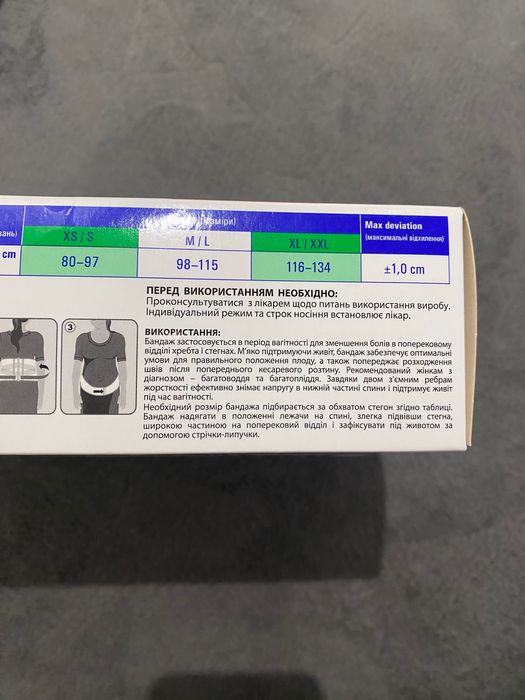 розміри)
Max deviation
(максимальні відхилення)
XS / S
M / L
XL / XXL
cm
80–97
98–115
116–134
±1,0 cm
ПЕРЕД ВИКОРИСТАННЯМ НЕОБХІДНО:
Проконсультуватися з лікарем щодо питань використання виробу.
Індивідуальний режим та строк носіння встановлює лікар.
3
ВИКОРИСТАННЯ:
Бандаж застосовується в період вагітності для зменшення болів в поперековому
відділі хребта і стегнах. М’яко підтримуючи живіт, бандаж забезпечує оптимальні
умови для правильного положення плоду, а також попереджає розходження
швів після попереднього кесаревого розтину. Рекомендований жінкам з
діагнозом – багатоводдя та багатопліддя. Завдяки двом з'ємним ребрам
жорсткості ефективно знімає напругу в нижній частині спини і підтримує живіт
під час вагітності.
Необхідний розмір бандажа підбирається за обхватом стегон згідно таблиці.
Бандаж надягати в положенні лежачи на спині, злегка підвівши стегна,
широкою частиною на поперековий відділ і зафіксувати під животом за
допомогою стрічки-липучки.